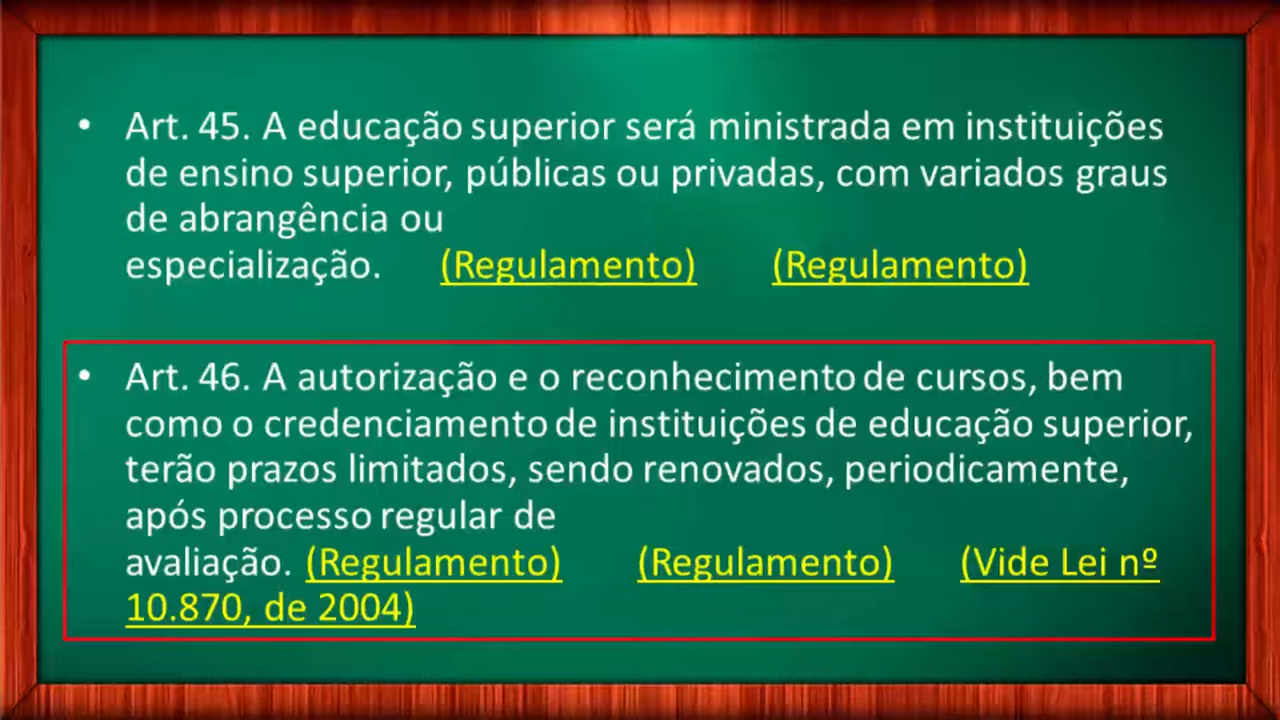 • Art. 45. A educação superior será ministrada em instituições
de ensino superior, públicas ou privadas, com variados graus
de abrangência ou
especialização. (Regulamento) (Regulamento)
• Art. 46. A autorização e o reconhecimento de cursos, bem
como o credenciamento de instituições de educação superior,
terão prazos limitados, sendo renovados, periodicamente,
após processo regular de
avaliação. (Regulamento) (Regulamento) (Vide Lei nº
10.870, de 2004)